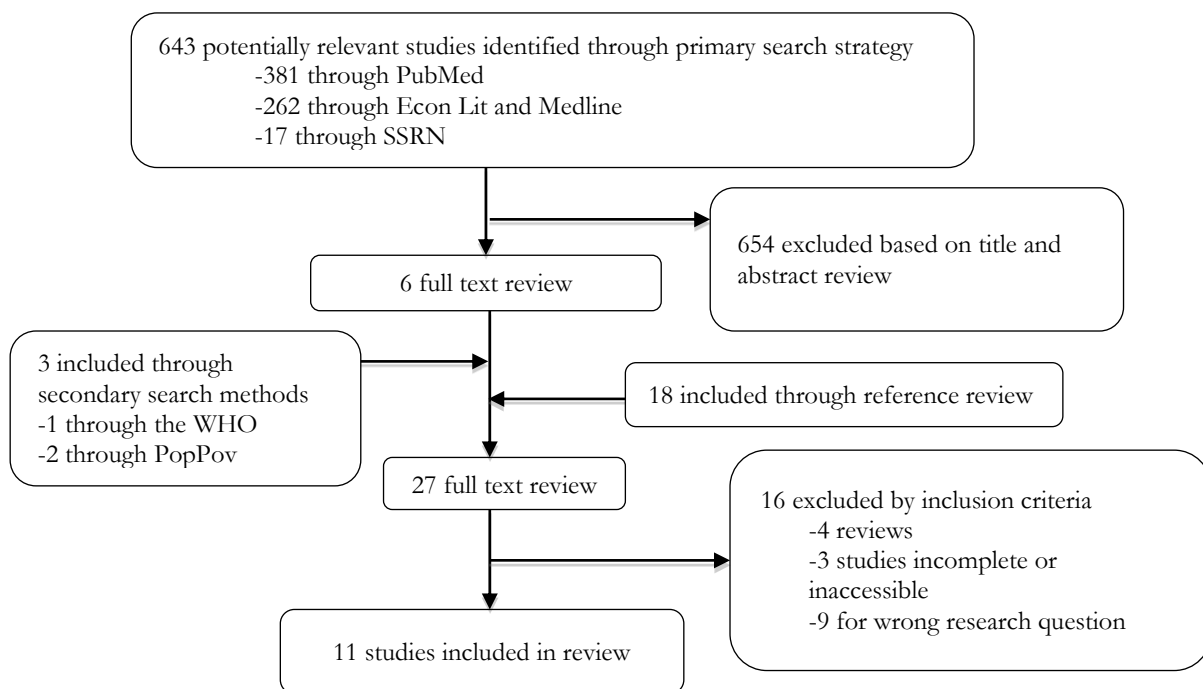 643 potentially relevant studies identified through primary search strategy
-381 through PubMed
-262 through Econ Lit and Medline
-17 through SSRN
654 excluded based on title and
abstract review
6 full text review
3 included through
secondary search methods
-1 through the WHO
-2 through PopPov
18 included through reference review
27 full text review
16 excluded by inclusion criteria
-4 reviews
-3 studies incomplete or
inaccessible
-9 for wrong research question
11 studies included in review